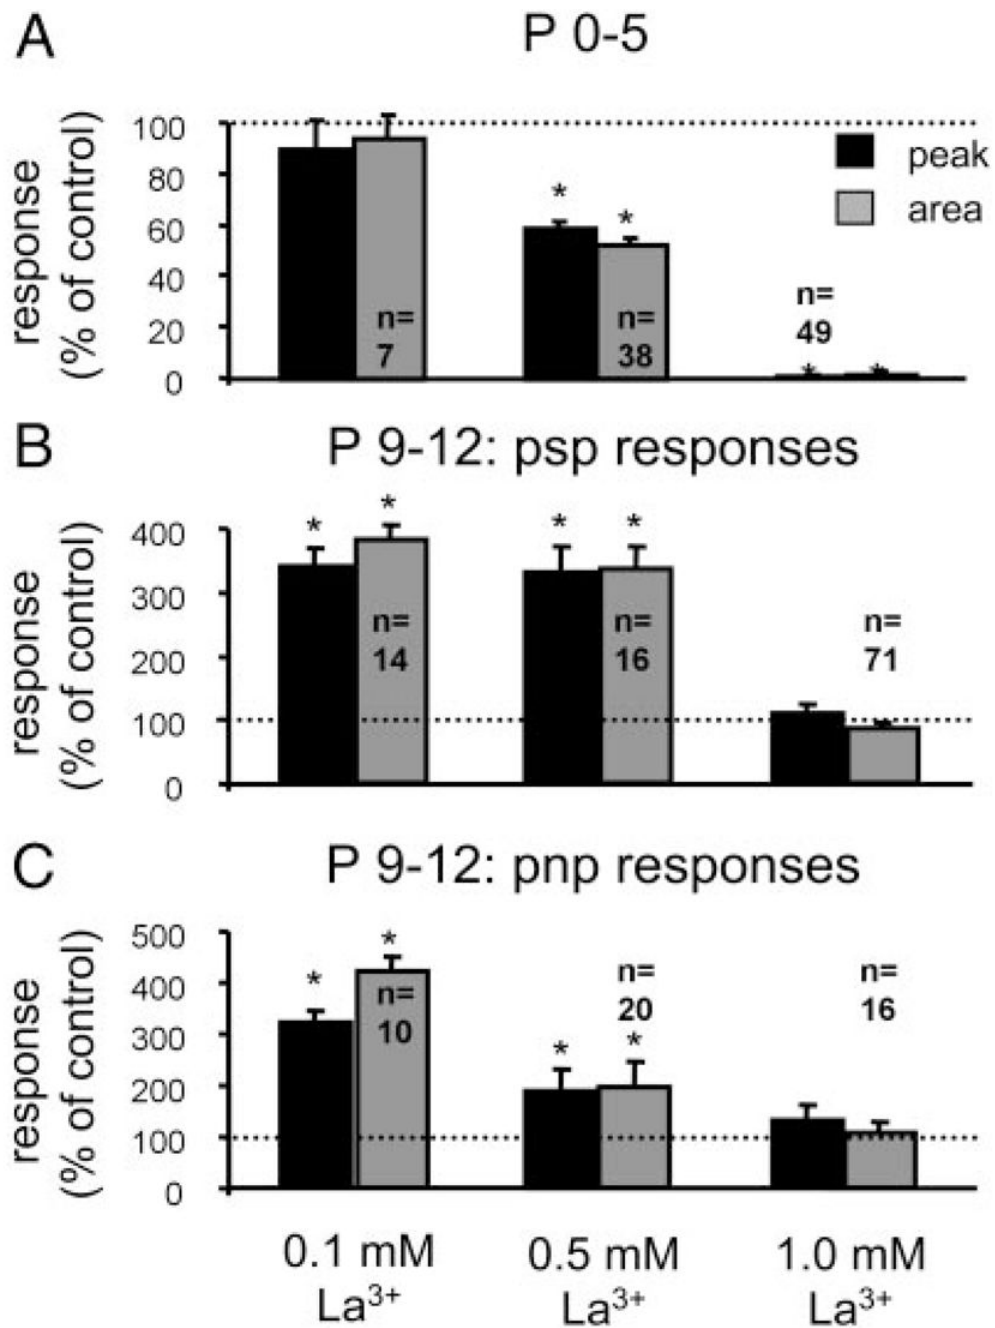 A
P 0-5
response
(% of control)
100
80
60
40
20
0
peak
area
*
*
n=
7
n=
38
n=
49
*
*
B
P 9-12: psp responses
response
(% of control)
400
300
200
100
0
*
*
*
*
n=
14
n=
16
n=
71
C
P 9-12: pnp responses
response
(% of control)
500
400
300
200
100
0
*
*
*
*
n=
10
n=
20
n=
16
0.1 mM
La³⁺
0.5 mM
La³⁺
1.0 mM
La³⁺